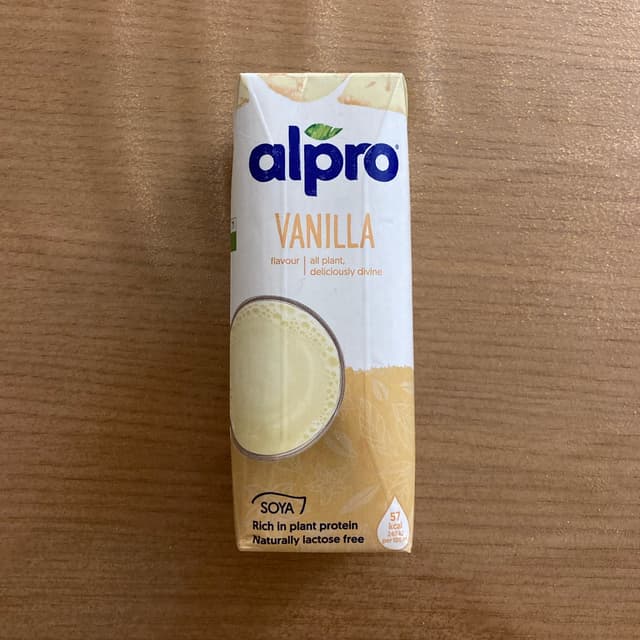 alpro
VANILLA
flavour
all plant,
deliciously divine
SOYA
Rich in plant protein
Naturally lactose free
57
kcal